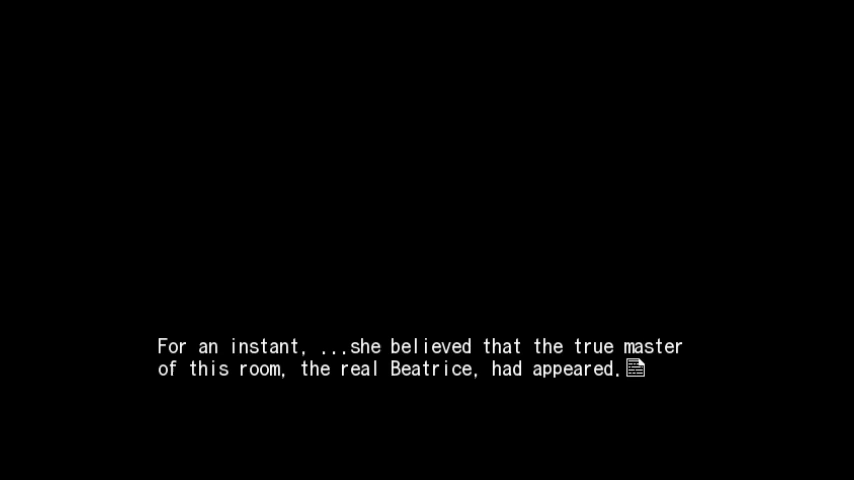 For an instant, ...she believed that the true master
of this room, the real Beatrice, had appeared.